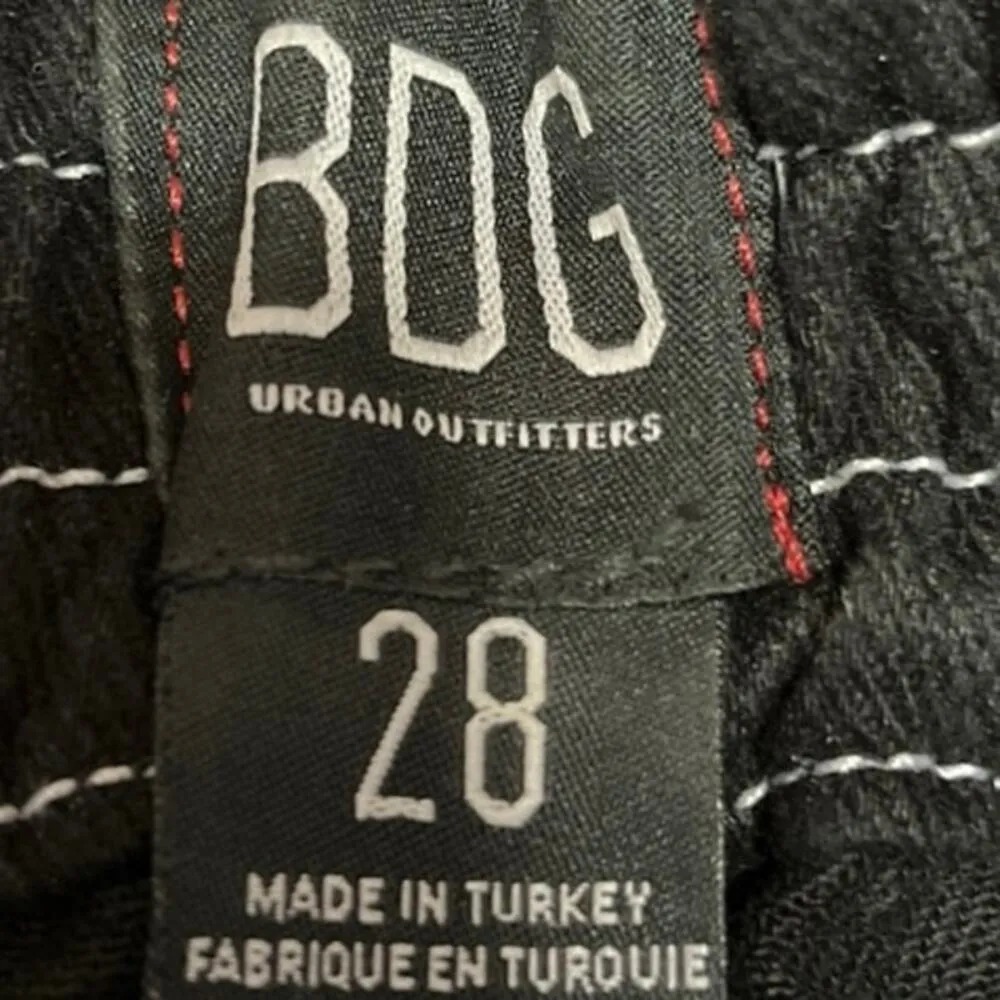 BDG
URBAN OUTFITTERS
28
MADE IN TURKEY
FABRIQUE EN TURQUIE